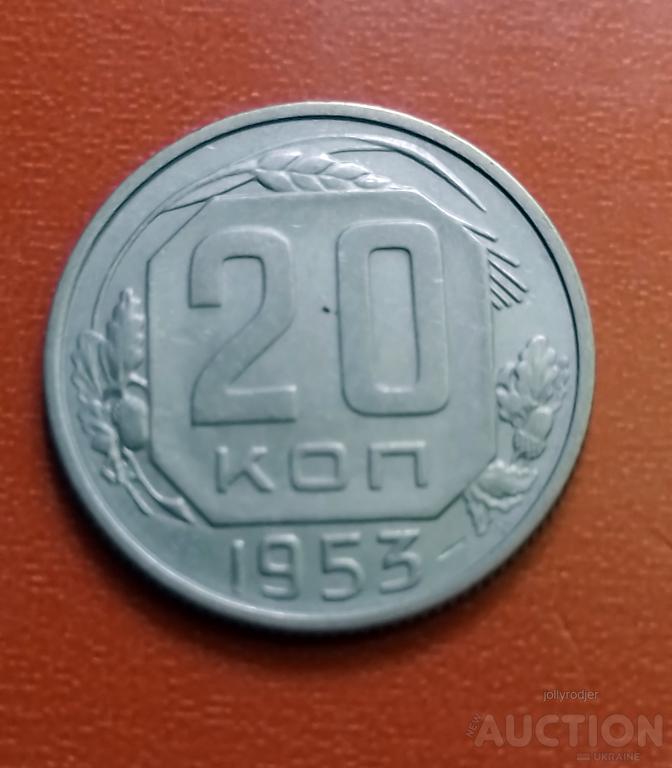 20
КОП
1953
jollyrodjer
NEW AUCTION
UKRAINE